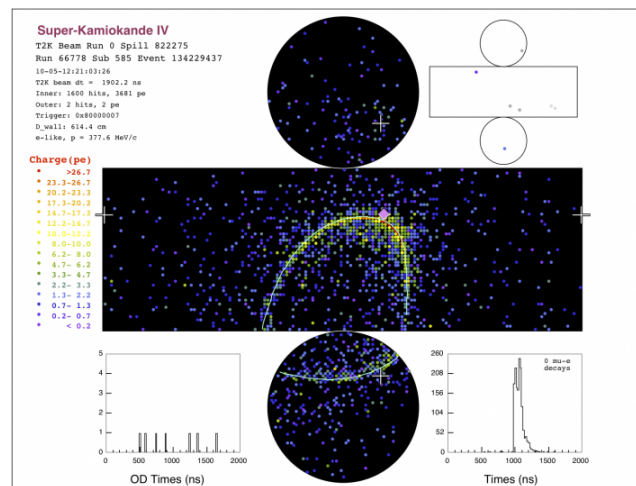 Super-Kamiokande IV
T2K Beam Run 0 Spill 822275
Run 66778 Sub 585 Event 134229437
10-05-12:21:03:26
T2K beam dt = 1902.2 ns
Inner: 1600 hits, 3681 pe
Outer: 2 hits, 2 pe
Trigger: 0x80000007
D_wall: 614.4 cm
e-like, p = 377.6 MeV/c
Charge(pe)
>26.7
23.3-26.7
20.2-23.3
17.3-20.2
14.7-17.3
12.2-14.7
10.0-12.2
8.0-10.0
6.2- 8.0
4.7- 6.2
3.3- 4.7
2.2- 3.3
1.3- 2.2
0.7- 1.3
0.2- 0.7
< 0.2
5
4
3
2
1
0
0 500 1000 1500 2000
OD Times (ns)
260
208
156
104
52
0
0 mu-e
decays
0 500 1000 1500 2000
Times (ns)